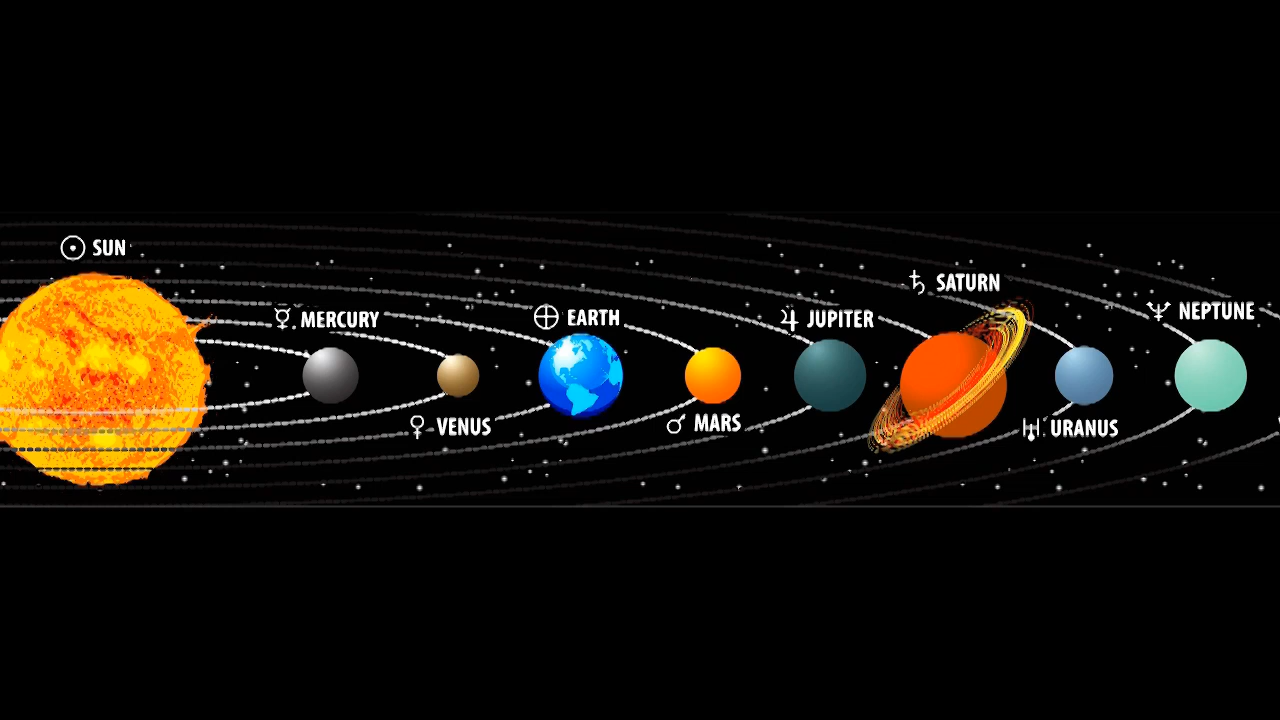 ☉ SUN
☿ MERCURY
♀ VENUS
⊕ EARTH
♂ MARS
♃ JUPITER
♄ SATURN
♅ URANUS
♆ NEPTUNE